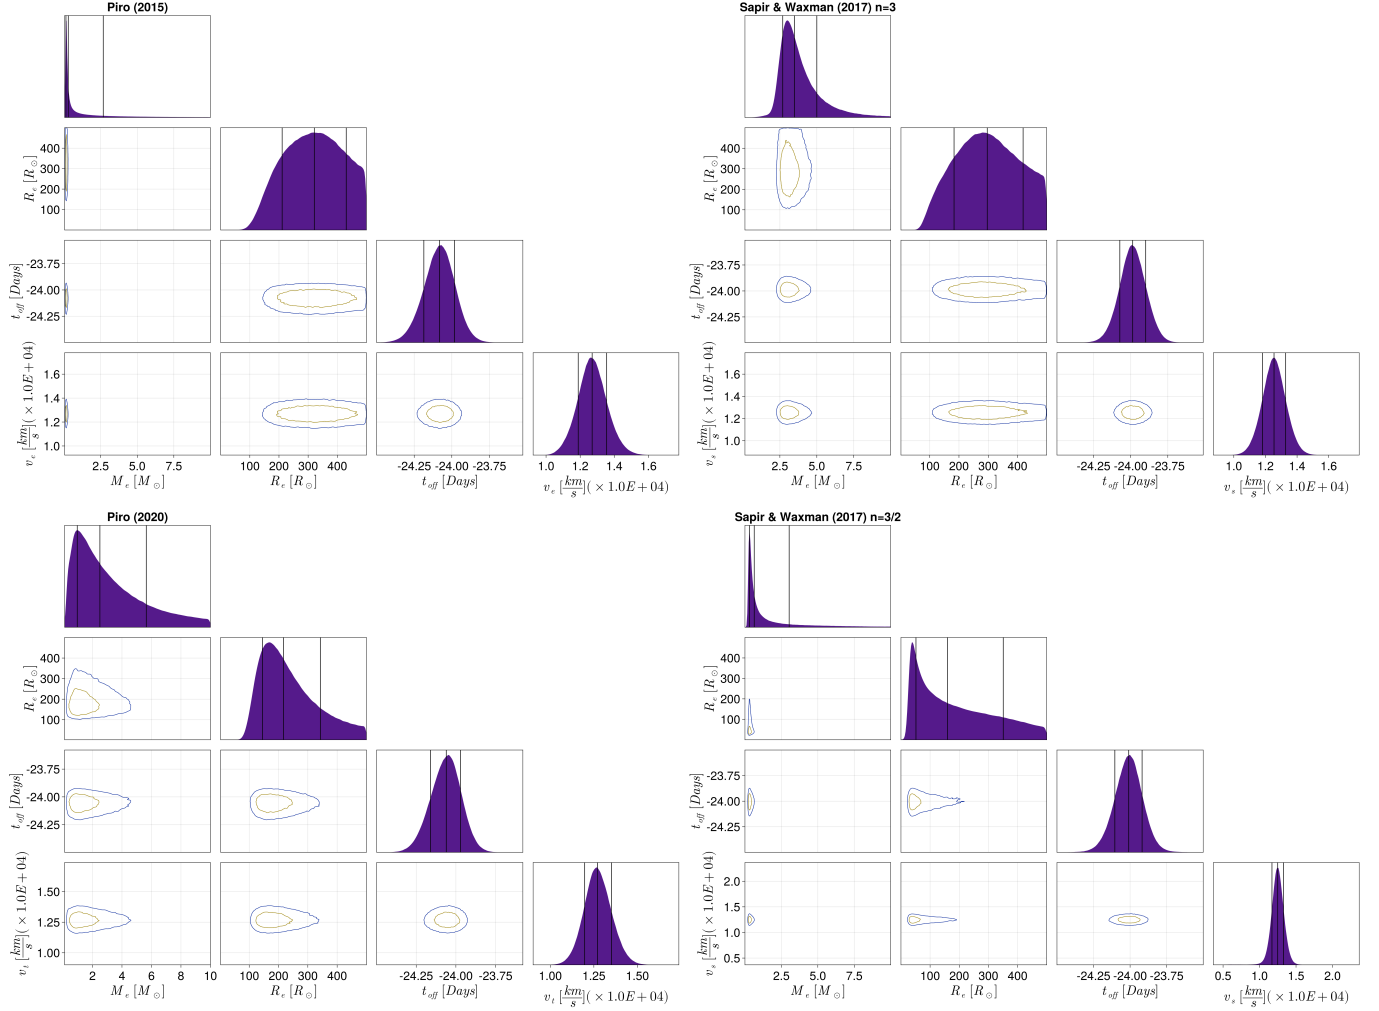 Piro (2015)
R_e [R_⊙]
400
300
200
100
t_off [Days]
-23.75
-24.00
-24.25
v_e [km/s](×1.0E+04)
1.6
1.4
1.2
1.0
2.5 5.0 7.5
M_e [M_⊙]
100 200 300 400
R_e [R_⊙]
-24.25 -24.00 -23.75
t_off [Days]
1.0 1.2 1.4 1.6
v_e [km/s](×1.0E+04)
Sapir & Waxman (2017) n=3
R_e [R_⊙]
400
300
200
100
t_off [Days]
-23.75
-24.00
-24.25
v_s [km/s](×1.0E+04)
1.6
1.4
1.2
1.0
2.5 5.0 7.5
M_e [M_⊙]
100 200 300 400
R_e [R_⊙]
-24.25 -24.00 -23.75
t_off [Days]
1.0 1.2 1.4 1.6
v_s [km/s](×1.0E+04)
Piro (2020)
R_e [R_⊙]
400
300
200
100
t_off [Days]
-23.75
-24.00
-24.25
v_t [km/s](×1.0E+04)
1.50
1.25
1.00
2 4 6 8 10
M_e [M_⊙]
100 200 300 400
R_e [R_⊙]
-24.25 -24.00 -23.75
t_off [Days]
1.00 1.25 1.50
v_t [km/s](×1.0E+04)
Sapir & Waxman (2017) n=3/2
R_e [R_⊙]
400
300
200
100
t_off [Days]
-23.75
-24.00
-24.25
v_s [km/s](×1.0E+04)
2.0
1.5
1.0
0.5
2.5 5.0 7.5
M_e [M_⊙]
100 200 300 400
R_e [R_⊙]
-24.25 -24.00 -23.75
t_off [Days]
0.5 1.0 1.5 2.0
v_s [km/s](×1.0E+04)